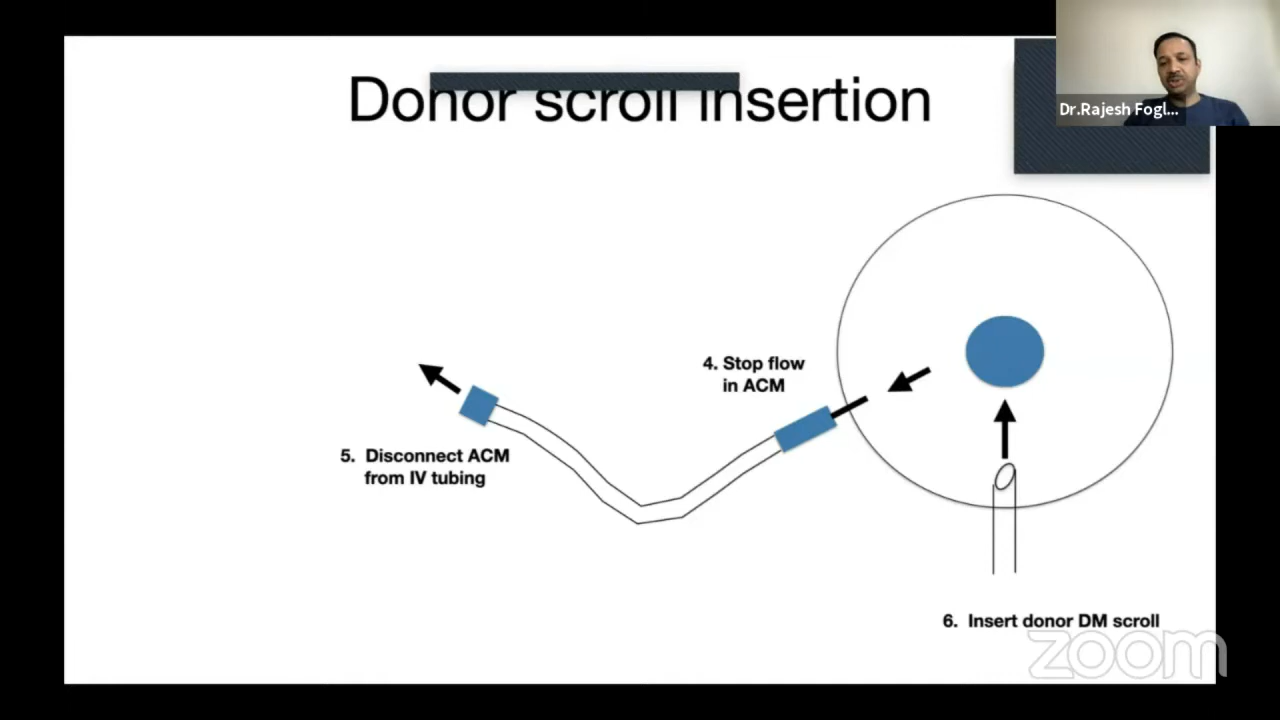 Donor scroll insertion
Dr.Rajesh Fogl...
4. Stop flow
in ACM
5. Disconnect ACM
from IV tubing
6. Insert donor DM scroll
zoom